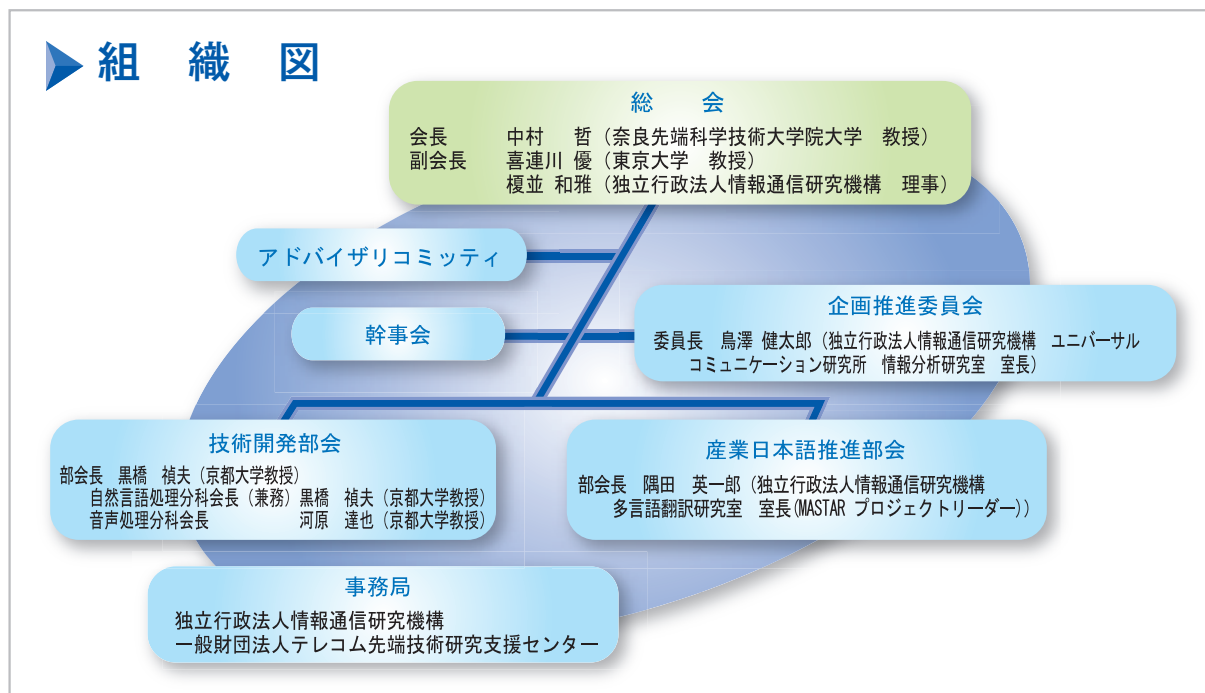 組 織 図
総 会
会長 中村 哲（奈良先端科学技術大学院大学 教授）
副会長 喜連川 優（東京大学 教授）
榎並 和雅（独立行政法人情報通信研究機構 理事）
アドバイザリコミッティ
幹事会
企画推進委員会
委員長 鳥澤 健太郎（独立行政法人情報通信研究機構 ユニバーサル
コミュニケーション研究所 情報分析研究室 室長）
技術開発部会
部会長 黒橋 禎夫（京都大学教授）
自然言語処理分科会長（兼務）黒橋 禎夫（京都大学教授）
音声処理分科会長 河原 達也（京都大学教授）
産業日本語推進部会
部会長 隅田 英一郎（独立行政法人情報通信研究機構
多言語翻訳研究室 室長(MASTAR プロジェクトリーダー)）
事務局
独立行政法人情報通信研究機構
一般財団法人テレコム先端技術研究支援センター